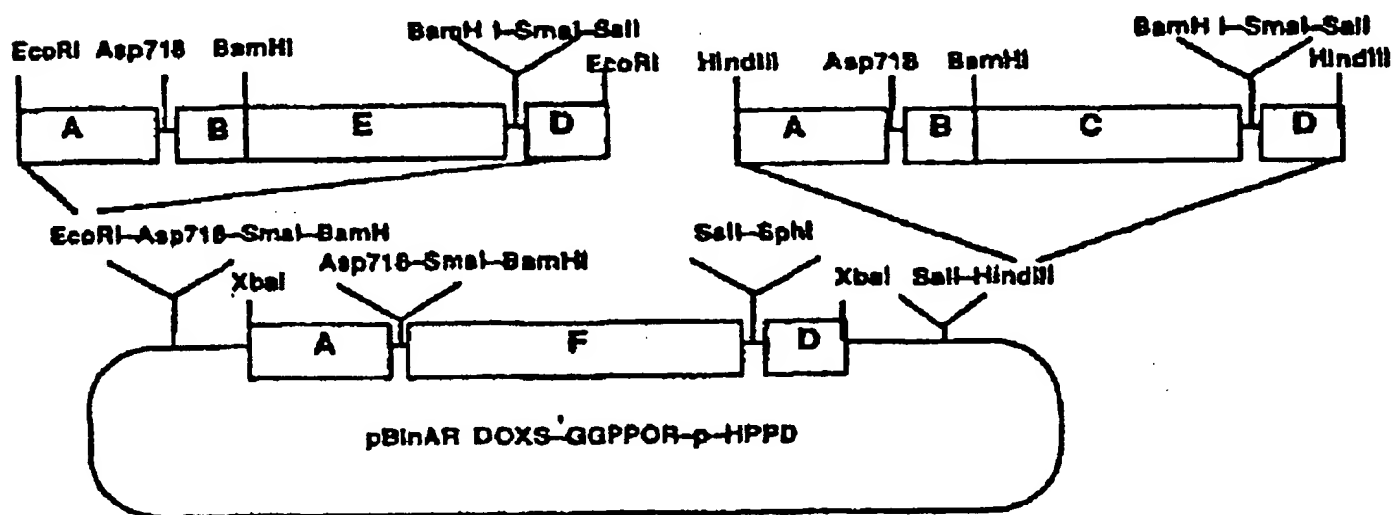 BamH I-SmaI-SalI
BamH I-SmaI-SalI
EcoRI Asp718 BamHI
EcoRI
HindIII
Asp718
BamHI
HindIII
A
B
E
D
A
B
C
D
EcoRI-Asp718-SmaI-BamH
SalI-SphI
Asp718-SmaI-BamHI
XbaI
XbaI
SalI-HindIII
A
F
D
pBinAR DOXS-GGPPOR-p-HPPD